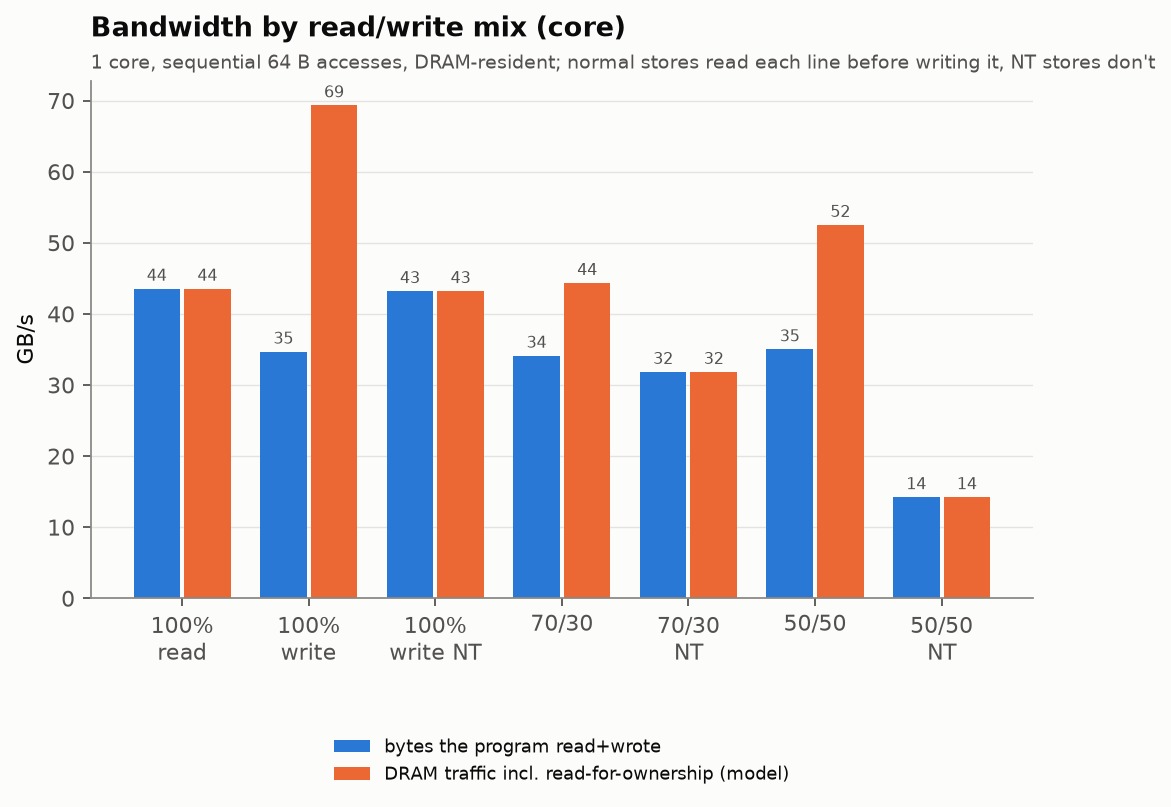 Bandwidth by read/write mix (core)
1 core, sequential 64 B accesses, DRAM-resident; normal stores read each line before writing it, NT stores don't
GB/s
70
60
50
40
30
20
10
0
44 44
35 69
43 43
34 44
32 32
35 52
14 14
100%
read
100%
write
100%
write NT
70/30
70/30
NT
50/50
50/50
NT
bytes the program read+wrote
DRAM traffic incl. read-for-ownership (model)